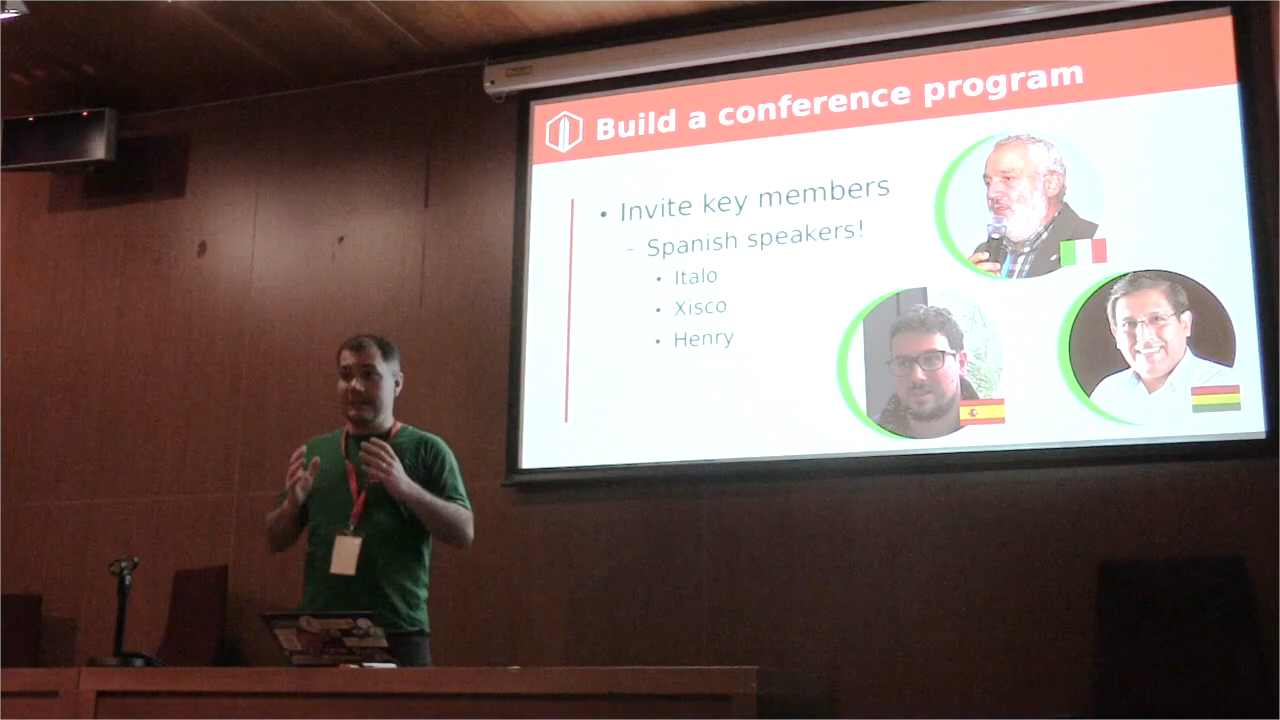 Build a conference program
• Invite key members
– Spanish speakers!
• Italo
• Xisco
• Henry